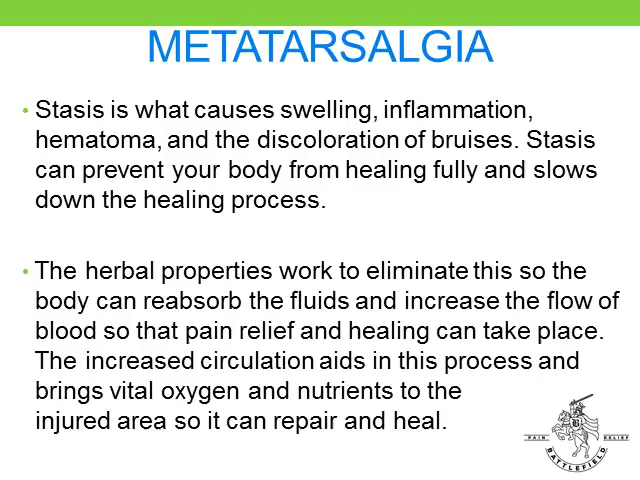 METATARSALGIA
• Stasis is what causes swelling, inflammation,
hematoma, and the discoloration of bruises. Stasis
can prevent your body from healing fully and slows
down the healing process.
• The herbal properties work to eliminate this so the
body can reabsorb the fluids and increase the flow of
blood so that pain relief and healing can take place.
The increased circulation aids in this process and
brings vital oxygen and nutrients to the
injured area so it can repair and heal.
B
PAIN RELIEF
BATTLEFIELD